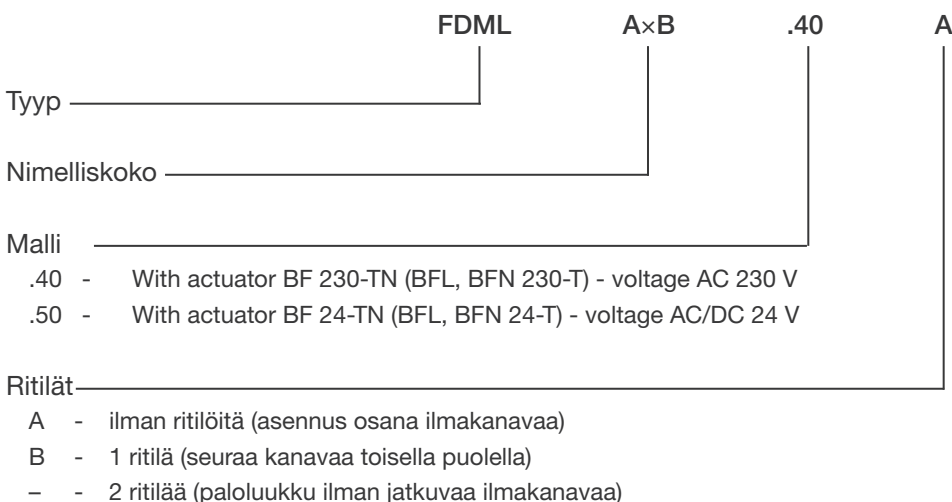 FDML A×B .40 A
Tyyp
Nimelliskoko
Malli
.40 - With actuator BF 230-TN (BFL, BFN 230-T) - voltage AC 230 V
.50 - With actuator BF 24-TN (BFL, BFN 24-T) - voltage AC/DC 24 V
Ritilät
A - ilman ritilöitä (asennus osana ilmakanavaa)
B - 1 ritilä (seuraa kanavaa toisella puolella)
– - 2 ritilää (paloluukku ilman jatkuvaa ilmakanavaa)